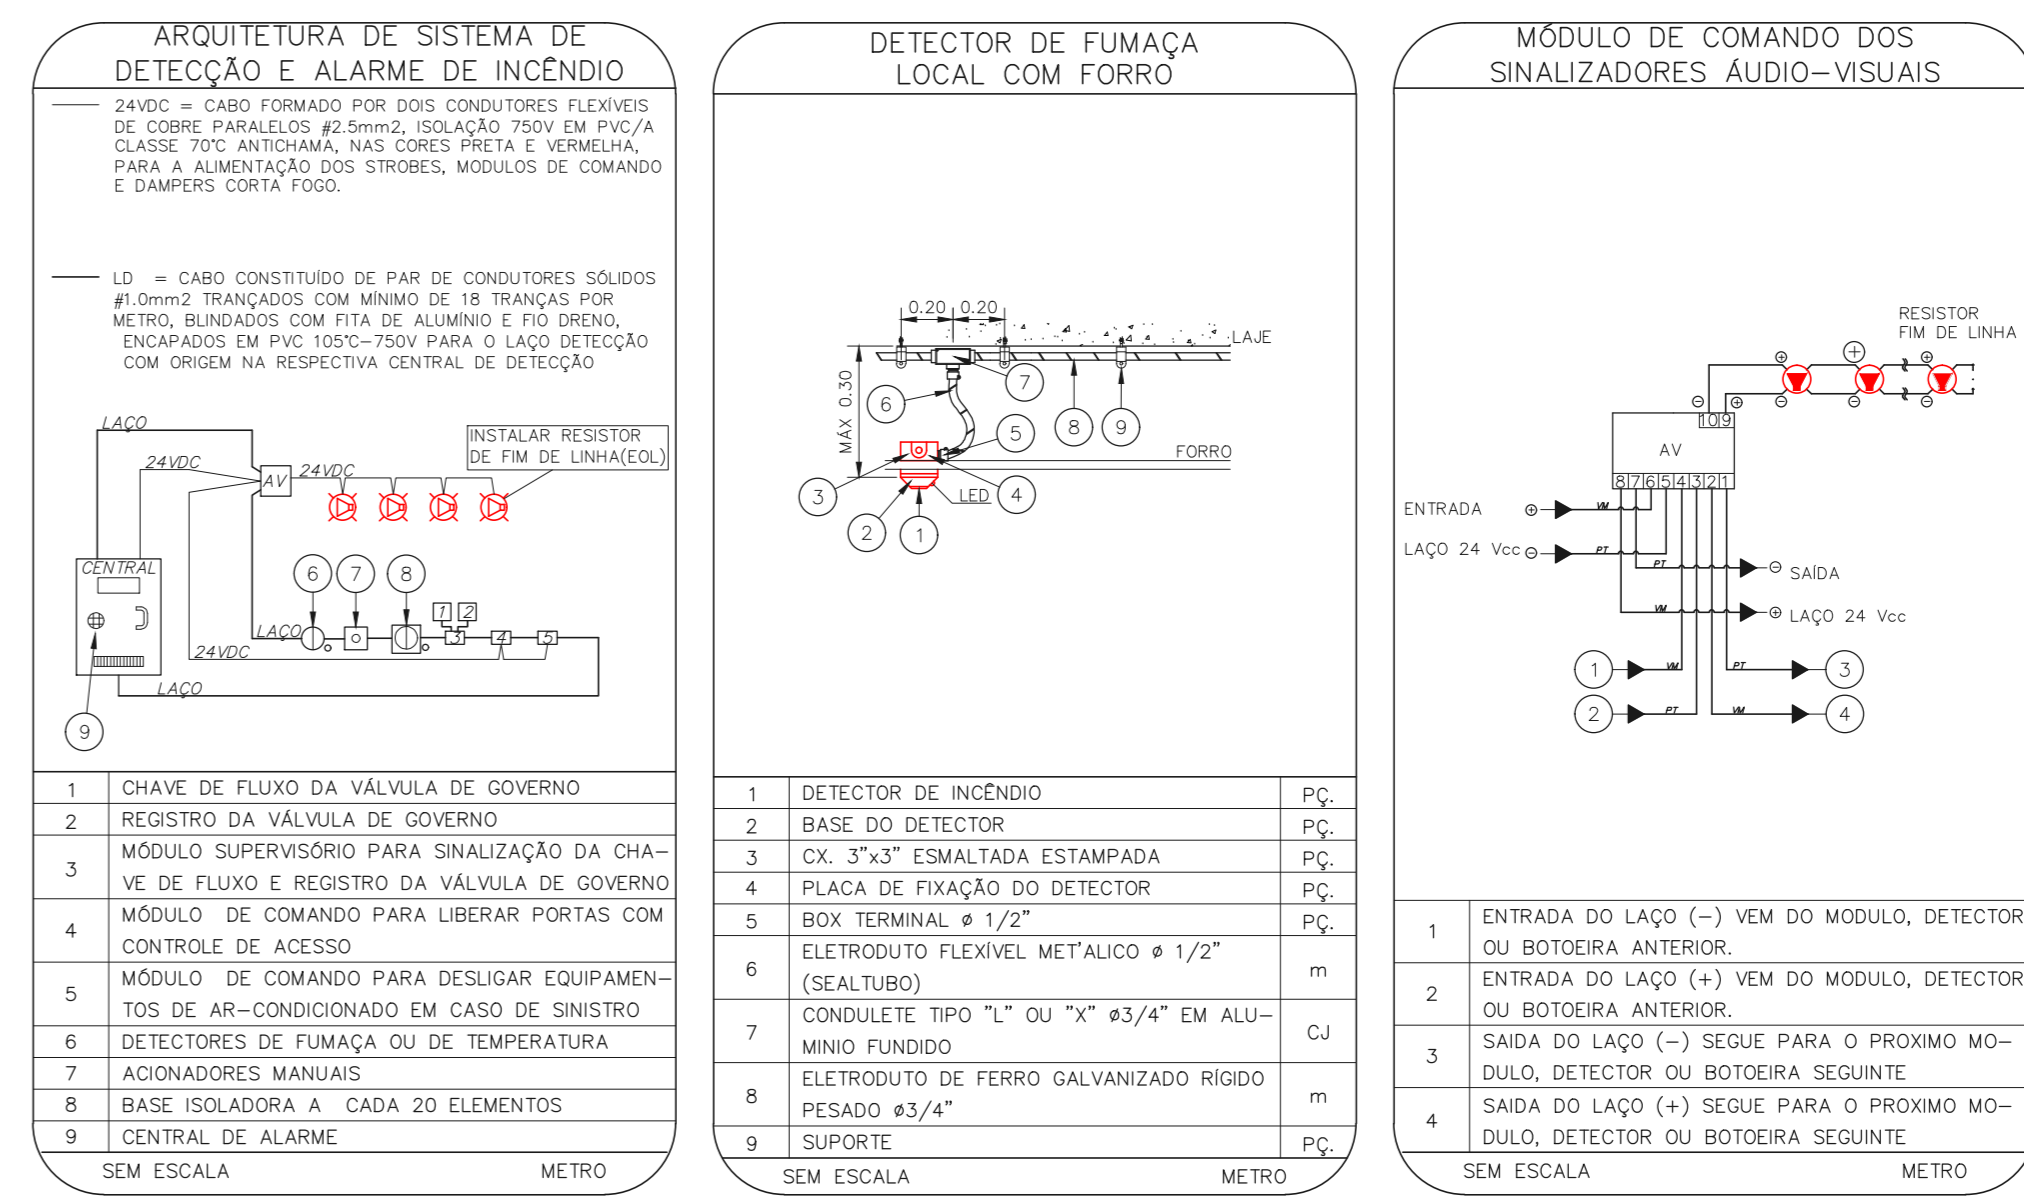 ARQUITETURA DE SISTEMA DE
DETECÇÃO E ALARME DE INCÊNDIO
24VDC = CABO FORMADO POR DOIS CONDUTORES FLEXÍVEIS
DE COBRE PARALELOS #2.5mm2, ISOLAÇÃO 750V EM PVC/A
CLASSE 70°C ANTICHAMA, NAS CORES PRETA E VERMELHA,
PARA A ALIMENTAÇÃO DOS STROBES, MODULOS DE COMANDO
E DAMPERS CORTA FOGO.
LD = CABO CONSTITUÍDO DE PAR DE CONDUTORES SÓLIDOS
#1.0mm2 TRANÇADOS COM MÍNIMO DE 18 TRANÇAS POR
METRO, BLINDADOS COM FITA DE ALUMÍNIO E FIO DRENO,
ENCAPADOS EM PVC 105°C-750V PARA O LAÇO DETECÇÃO
COM ORIGEM NA RESPECTIVA CENTRAL DE DETECÇÃO
LAÇO
INSTALAR RESISTOR
DE FIM DE LINHA(EOL)
24VDC
24VDC
AV
CENTRAL
6 7 8
1 2
LAÇO
3 4 5
24VDC
LAÇO
9
1 CHAVE DE FLUXO DA VÁLVULA DE GOVERNO
2 REGISTRO DA VÁLVULA DE GOVERNO
3 MÓDULO SUPERVISÓRIO PARA SINALIZAÇÃO DA CHA-
VE DE FLUXO E REGISTRO DA VÁLVULA DE GOVERNO
4 MÓDULO DE COMANDO PARA LIBERAR PORTAS COM
CONTROLE DE ACESSO
5 MÓDULO DE COMANDO PARA DESLIGAR EQUIPAMEN-
TOS DE AR-CONDICIONADO EM CASO DE SINISTRO
6 DETECTORES DE FUMAÇA OU DE TEMPERATURA
7 ACIONADORES MANUAIS
8 BASE ISOLADORA A CADA 20 ELEMENTOS
9 CENTRAL DE ALARME
SEM ESCALA METRO
DETECTOR DE FUMAÇA
LOCAL COM FORRO
0.20 0.20
LAJE
MÁX 0.30
7
6
5
8
9
FORRO
3
LED
4
2
1
1 DETECTOR DE INCÊNDIO PÇ.
2 BASE DO DETECTOR PÇ.
3 CX. 3"x3" ESMALTADA ESTAMPADA PÇ.
4 PLACA DE FIXAÇÃO DO DETECTOR PÇ.
5 BOX TERMINAL ø 1/2" PÇ.
6 ELETRODUTO FLEXÍVEL MET'ALICO ø 1/2"
(SEALTUBO) m
7 CONDULETE TIPO "L" OU "X" ø3/4" EM ALU-
MINIO FUNDIDO CJ
8 ELETRODUTO DE FERRO GALVANIZADO RÍGIDO
PESADO ø3/4" m
9 SUPORTE PÇ.
SEM ESCALA METRO
MÓDULO DE COMANDO DOS
SINALIZADORES ÁUDIO-VISUAIS
RESISTOR
FIM DE LINHA
+ + +
- + - - -
10 9
AV
8 7 6 5 4 3 2 1
ENTRADA + VM
LAÇO 24 Vcc - PT
PT - SAÍDA
VM + LAÇO 24 Vcc
1 VM PT 3
2 PT VM 4
1 ENTRADA DO LAÇO (-) VEM DO MODULO, DETECTOR
OU BOTOEIRA ANTERIOR.
2 ENTRADA DO LAÇO (+) VEM DO MODULO, DETECTOR
OU BOTOEIRA ANTERIOR.
3 SAIDA DO LAÇO (-) SEGUE PARA O PROXIMO MO-
DULO, DETECTOR OU BOTOEIRA SEGUINTE
4 SAIDA DO LAÇO (+) SEGUE PARA O PROXIMO MO-
DULO, DETECTOR OU BOTOEIRA SEGUINTE
SEM ESCALA METRO